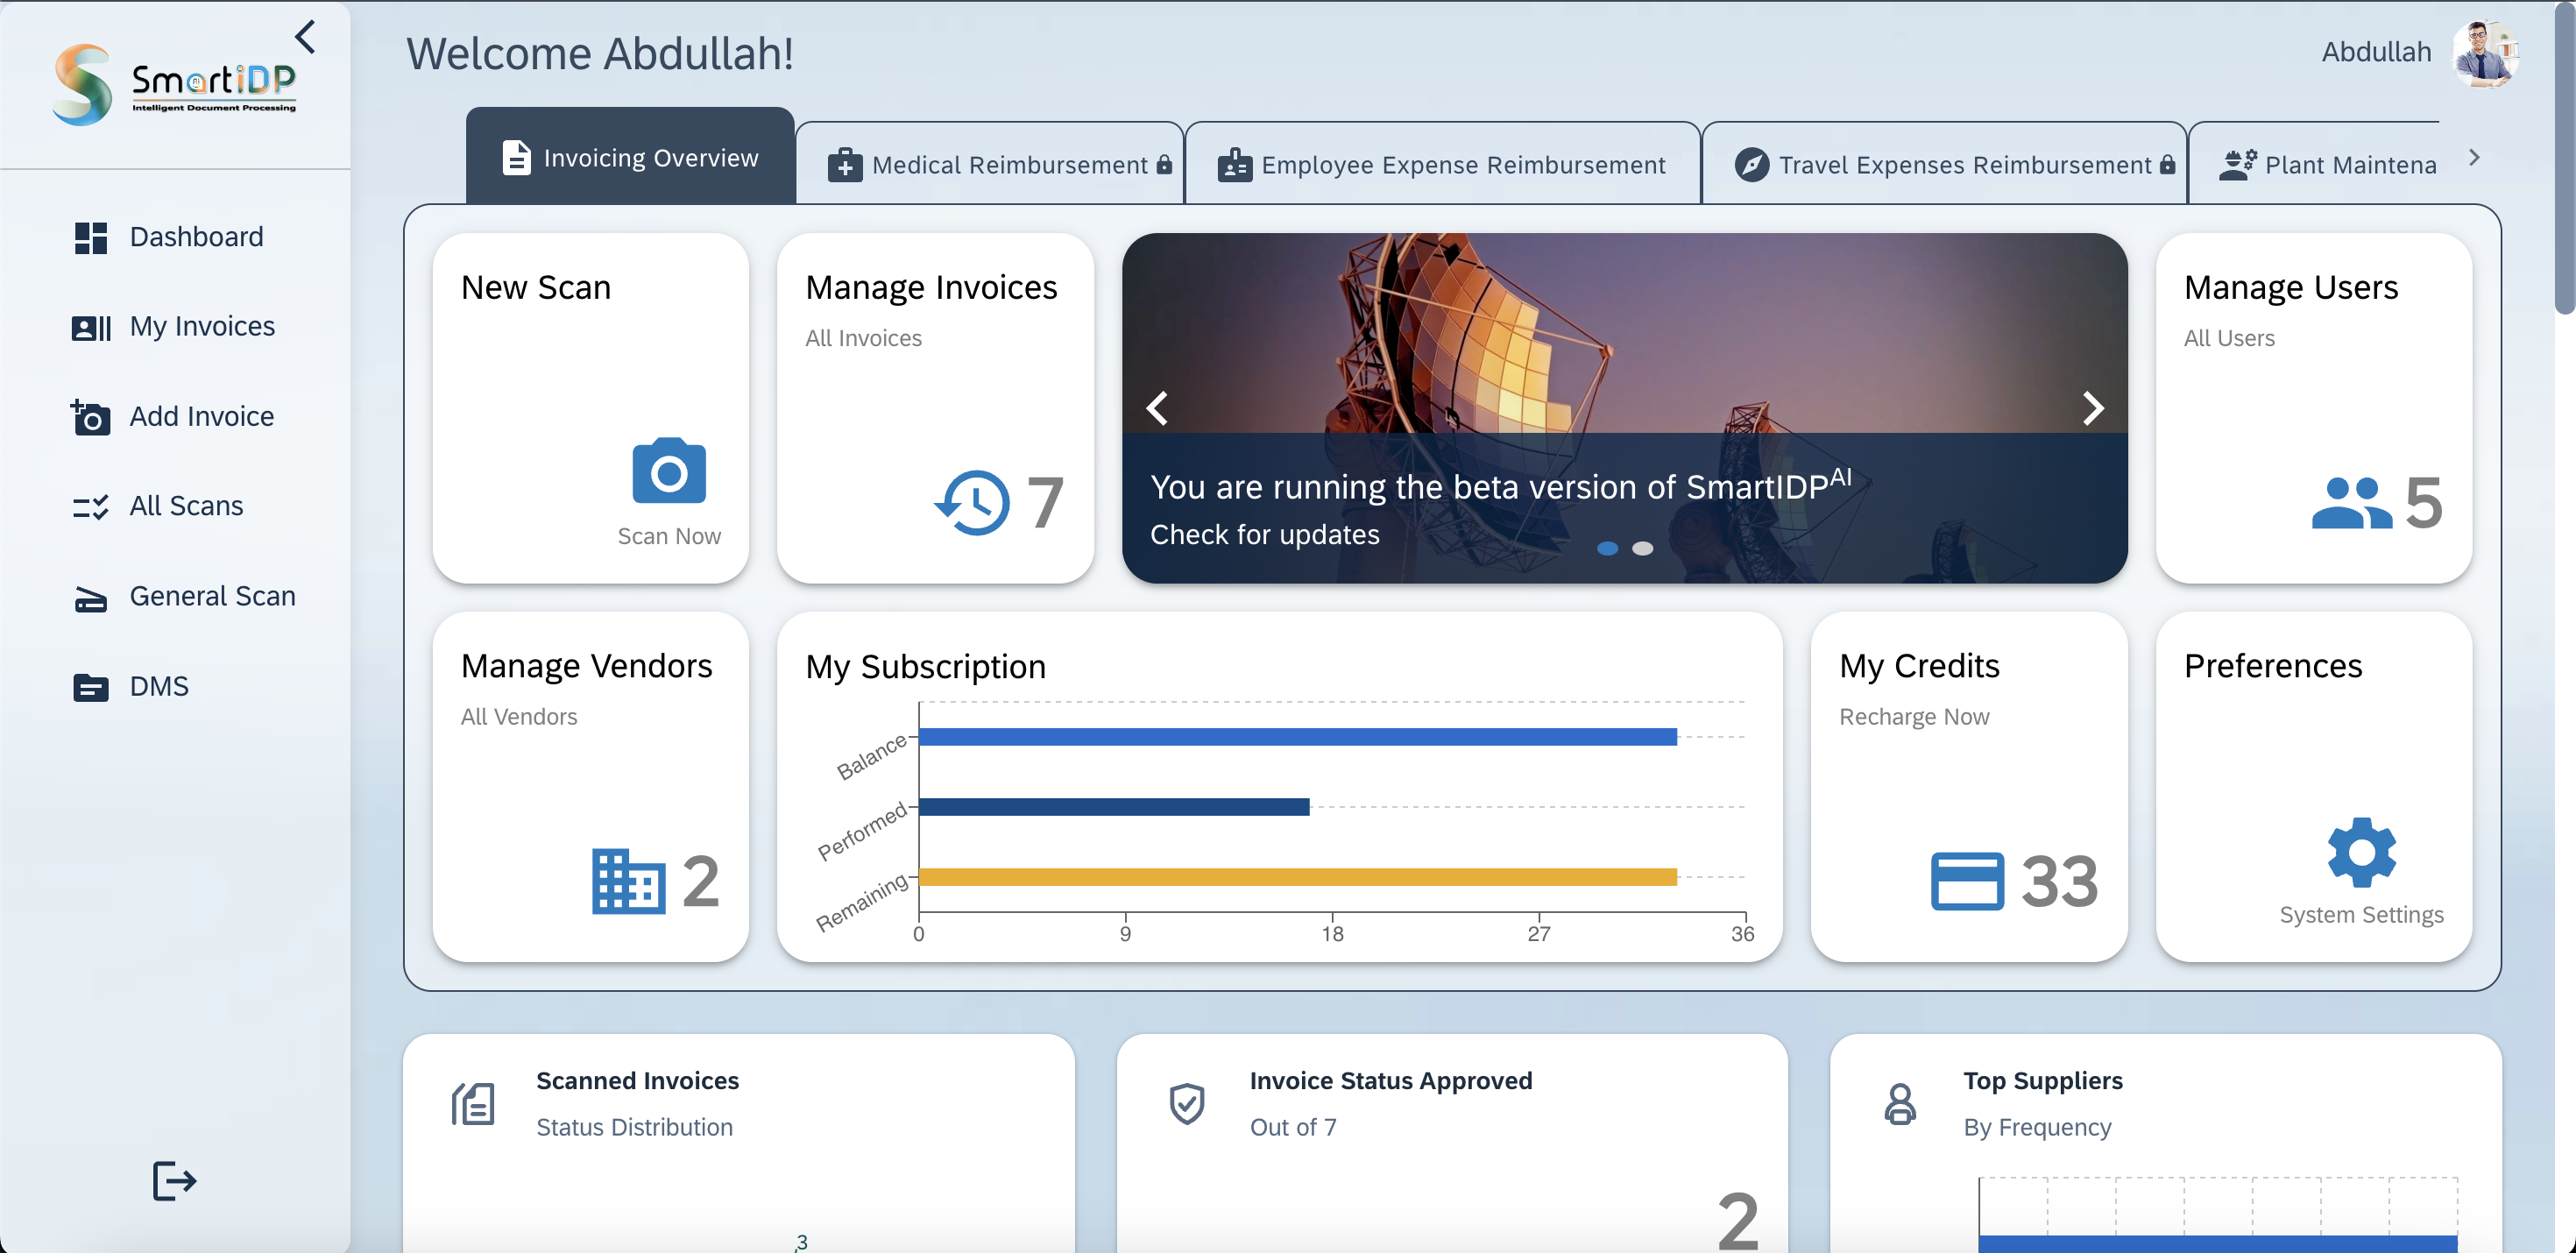 SmartiDP
Intelligent Document Processing
Dashboard
My Invoices
Add Invoice
All Scans
General Scan
DMS
Welcome Abdullah!
Abdullah
Invoicing Overview
Medical Reimbursement
Employee Expense Reimbursement
Travel Expenses Reimbursement
Plant Maintena
New Scan
Scan Now
Manage Invoices
All Invoices
7
You are running the beta version of SmartIDPAI
Check for updates
Manage Users
All Users
5
Manage Vendors
All Vendors
2
My Subscription
Balance
Performed
Remaining
0 9 18 27 36
My Credits
Recharge Now
33
Preferences
System Settings
Scanned Invoices
Status Distribution
3
Invoice Status Approved
Out of 7
2
Top Suppliers
By Frequency